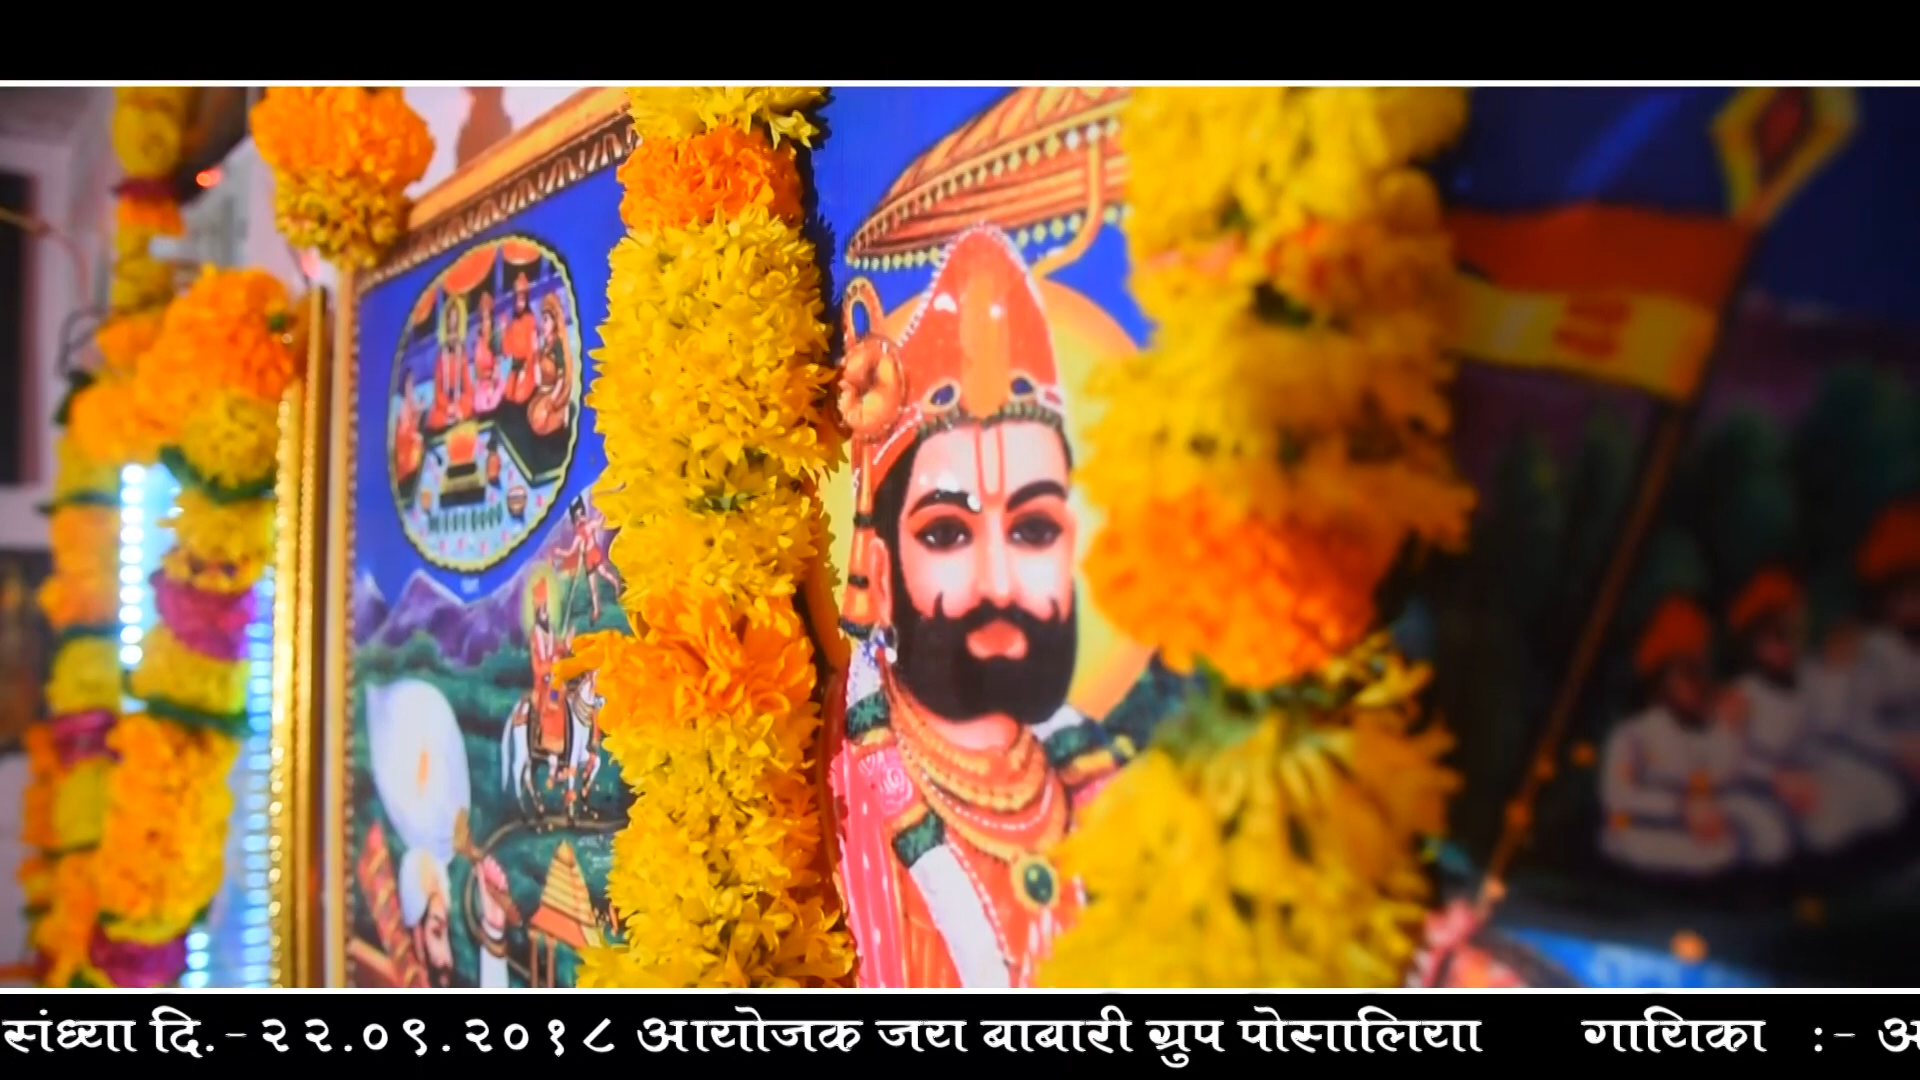 संध्या दि.- २२.०९.२०१८ आयोजक जय बाबारी ग्रुप पोसालिया गायिका :-